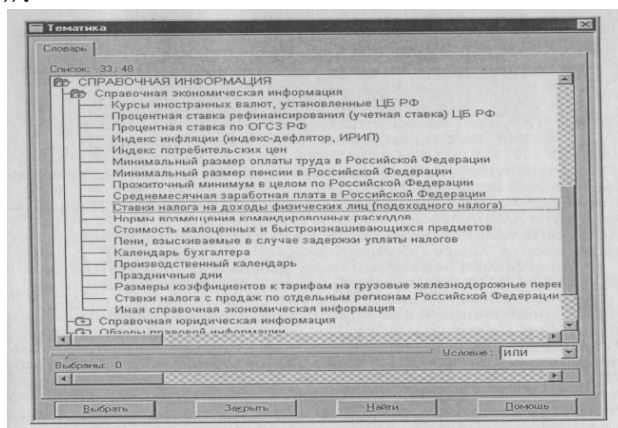 Тематика
Словарь
Список: 33; 48
СПРАВОЧНАЯ ИНФОРМАЦИЯ
Справочная экономическая информация
Курсы иностранных валют, установленные ЦБ РФ
Процентная ставка рефинансирования (учетная ставка) ЦБ РФ
Процентная ставка по ОГСЗ РФ
Индекс инфляции (индекс-дефлятор, ИРИП)
Индекс потребительских цен
Минимальный размер оплаты труда в Российской Федерации
Минимальный размер пенсии в Российской Федерации
Прожиточный минимум в целом по Российской Федерации
Среднемесячная заработная плата в Российской Федерации
Ставки налога на доходы физических лиц (подоходного налога)
Нормы возмещения командировочных расходов
Стоимость малоценных и быстроизнашивающихся предметов
Пени, взыскиваемые в случае задержки уплаты налогов
Календарь бухгалтера
Производственный календарь
Праздничные дни
Размеры коэффициентов к тарифам на грузовые железнодорожные перев
Ставки налога с продаж по отдельным регионам Российской Федерации
Иная справочная экономическая информация
Справочная юридическая информация
Обзоры правовой информации
Условие: ИЛИ
Выбраны: 0
Выбрать Закрыть Найти... Помощь